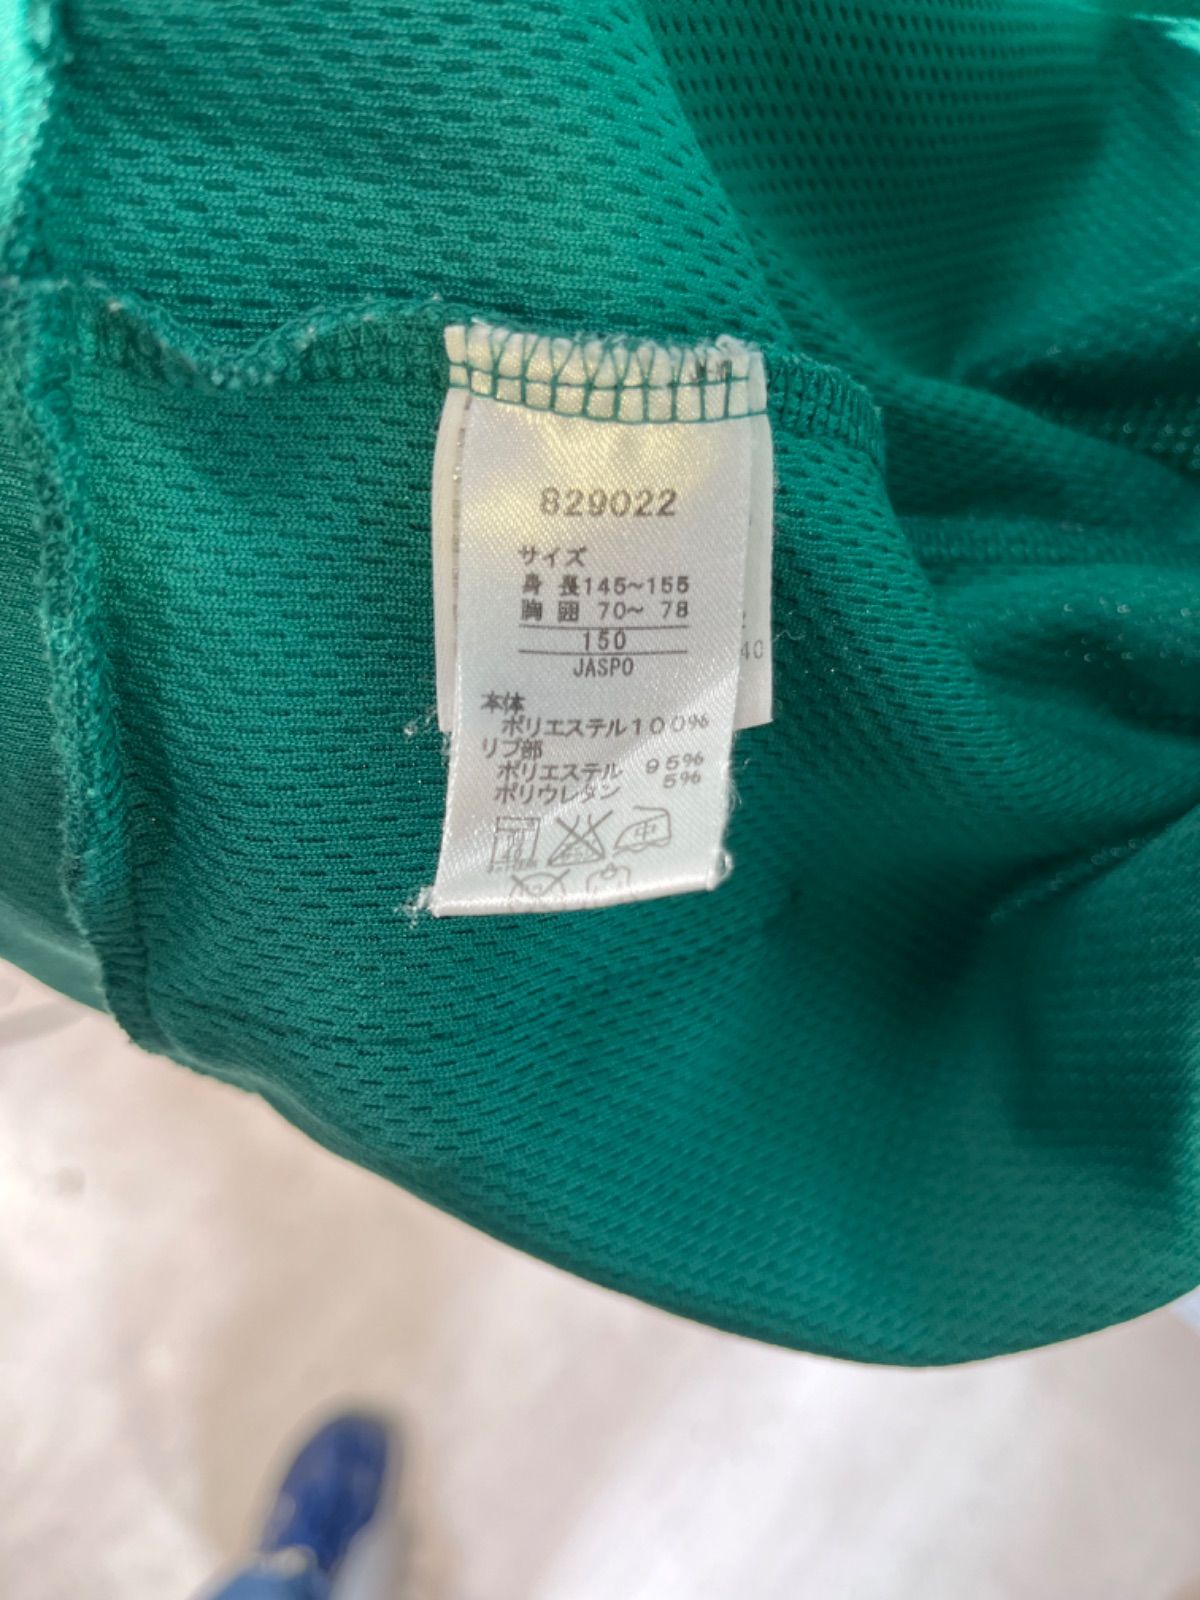 829022
サイズ
身 長145~155
胸 囲 70~ 78
150
JASPO
本体
ポリエステル100%
リブ部
ポリエステル 95%
ポリウレタン 5%
中
40